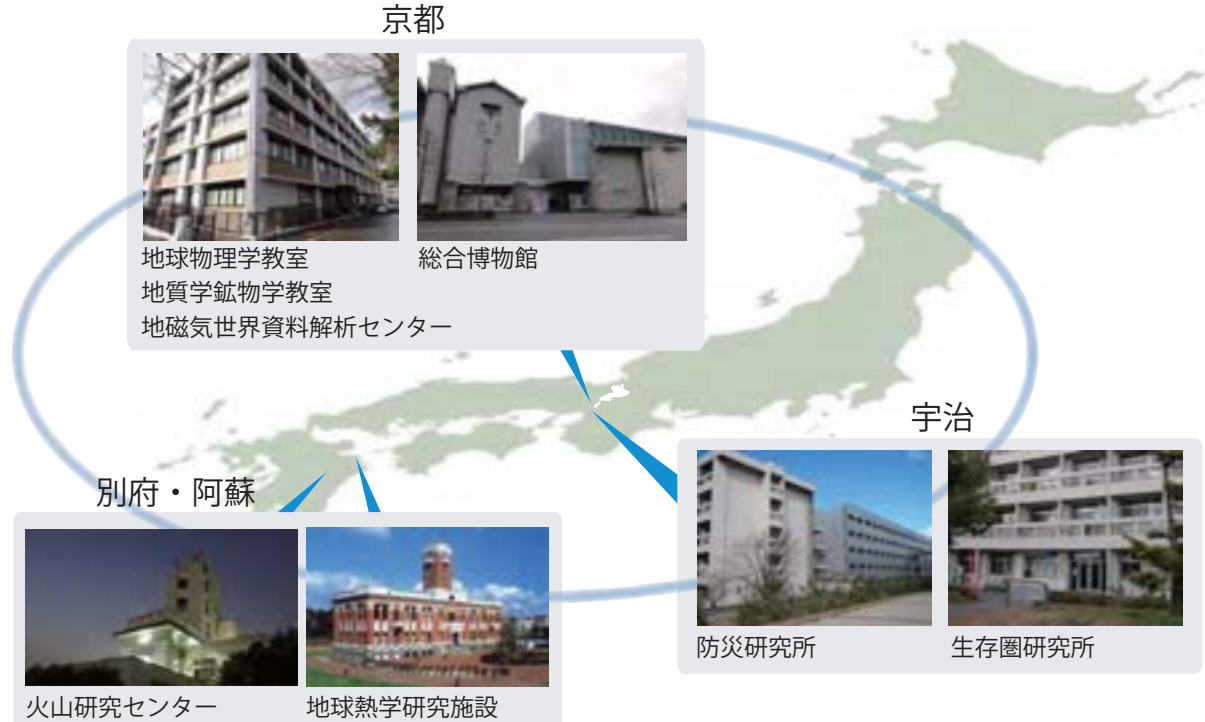 京都
地球物理学教室
地質学鉱物学教室
地磁気世界資料解析センター
総合博物館
宇治
防災研究所
生存圏研究所
別府・阿蘇
火山研究センター
地球熱学研究施設